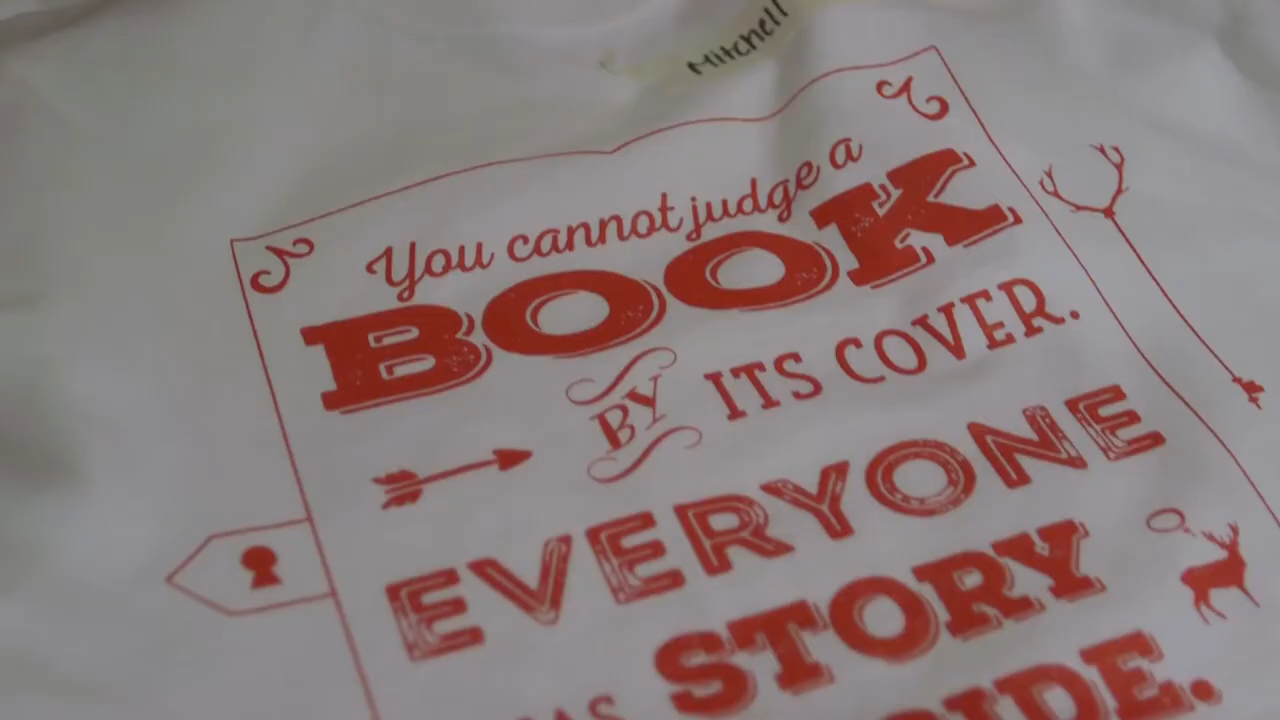 Mitchell
You cannot judge a
BOOK
BY ITS COVER.
EVERYONE
STORY